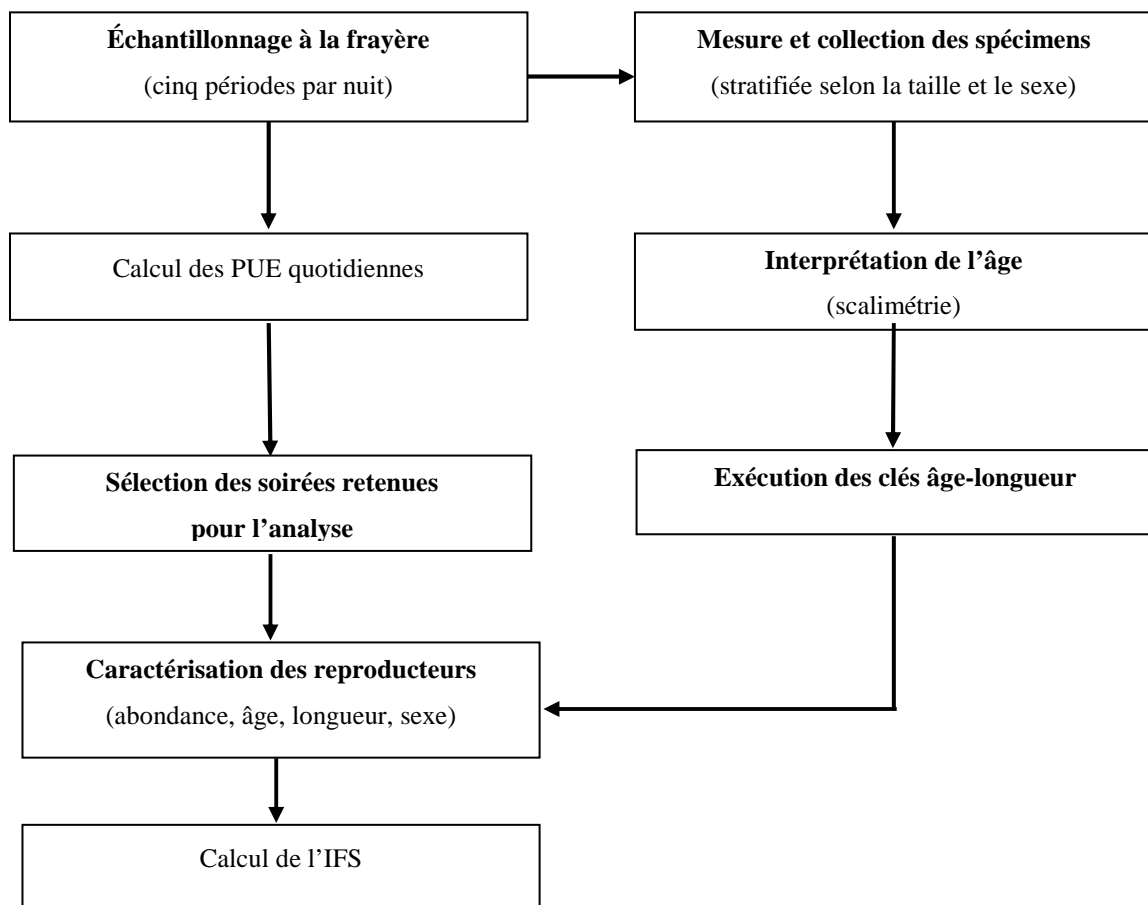 Échantillonnage à la frayère
(cinq périodes par nuit)
Mesure et collection des spécimens
(stratifiée selon la taille et le sexe)
Calcul des PUE quotidiennes
Interprétation de l’âge
(scalimétrie)
Sélection des soirées retenues
pour l’analyse
Exécution des clés âge-longueur
Caractérisation des reproducteurs
(abondance, âge, longueur, sexe)
Calcul de l’IFS